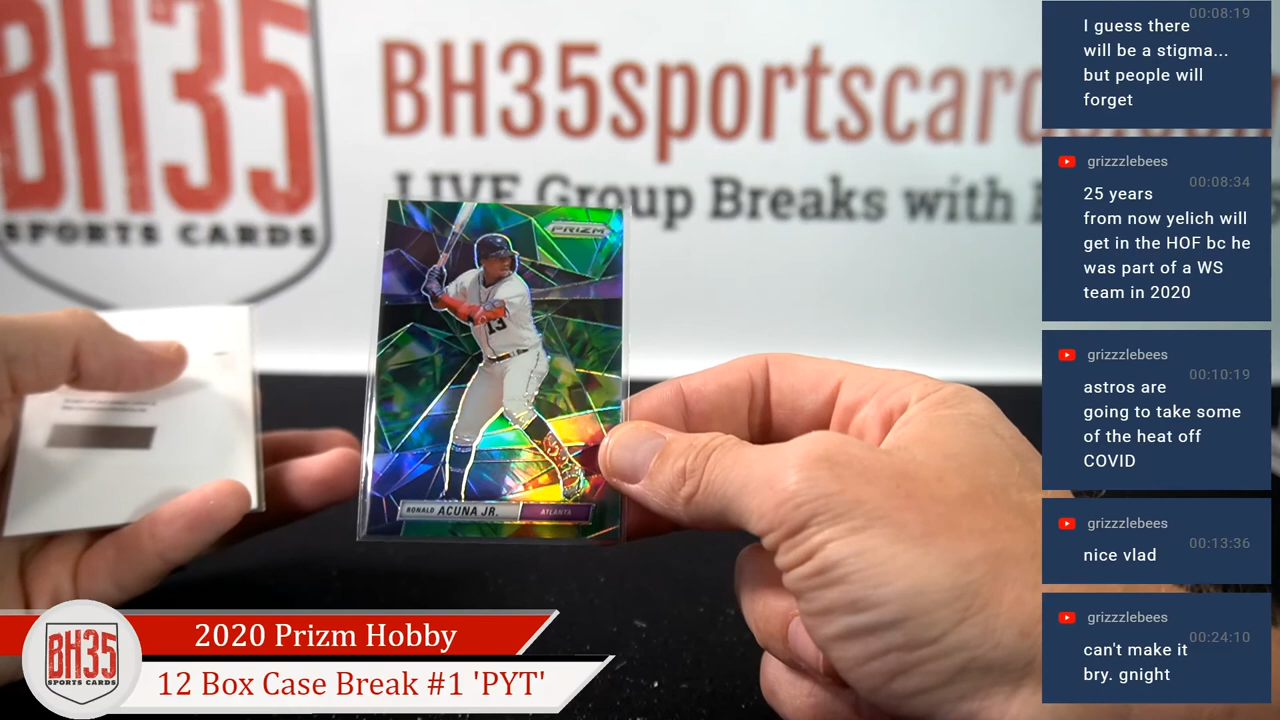 BH35
SPORTS CARDS
BH35sportscard
LIVE Group Breaks with
PRIZM
13
RONALD ACUNA JR.
ATLANTA
2020 Prizm Hobby
12 Box Case Break #1 'PYT'
BH35
SPORTS CARDS
00:08:19
I guess there
will be a stigma...
but people will
forget
grizzzlebees
00:08:34
25 years
from now yelich will
get in the HOF bc he
was part of a WS
team in 2020
grizzzlebees
00:10:19
astros are
going to take some
of the heat off
COVID
grizzzlebees
00:13:36
nice vlad
grizzzlebees
00:24:10
can't make it
bry. gnight